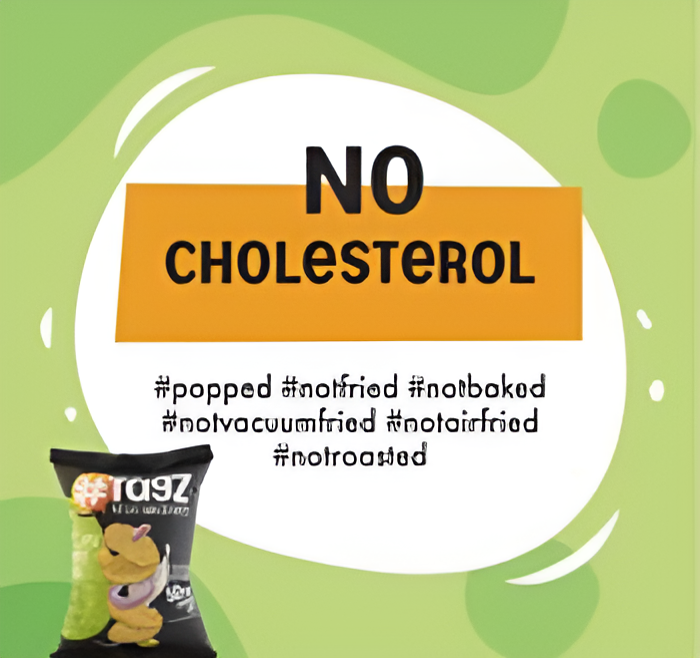 NO
CHOLeSTeROL
#popped #notfried #notbaked
#notvacuumfried #notairfried
#notroasted
#ragz